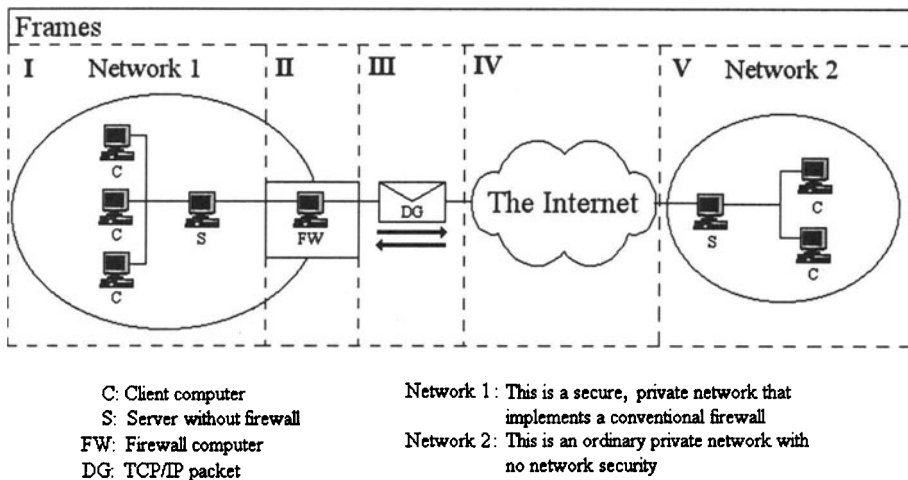 Frames
I Network 1 II III IV V Network 2
C
C
S
FW
DG
The Internet
S
C
C
C
C: Client computer
S: Server without firewall
FW: Firewall computer
DG: TCP/IP packet
Network 1: This is a secure, private network that
implements a conventional firewall
Network 2: This is an ordinary private network with
no network security